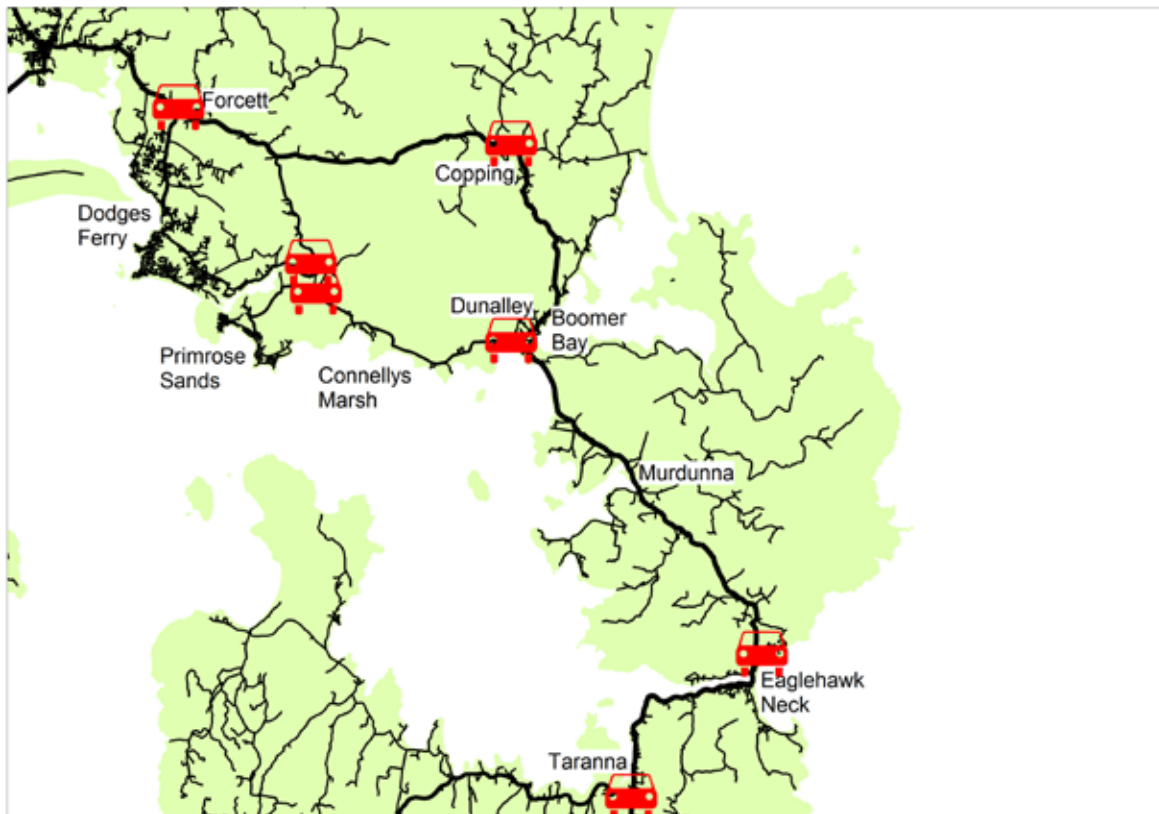 Forcett
Copping
Dodges
Ferry
Dunalley
Boomer
Bay
Primrose
Sands
Connellys
Marsh
Murdunna
Eaglehawk
Neck
Taranna